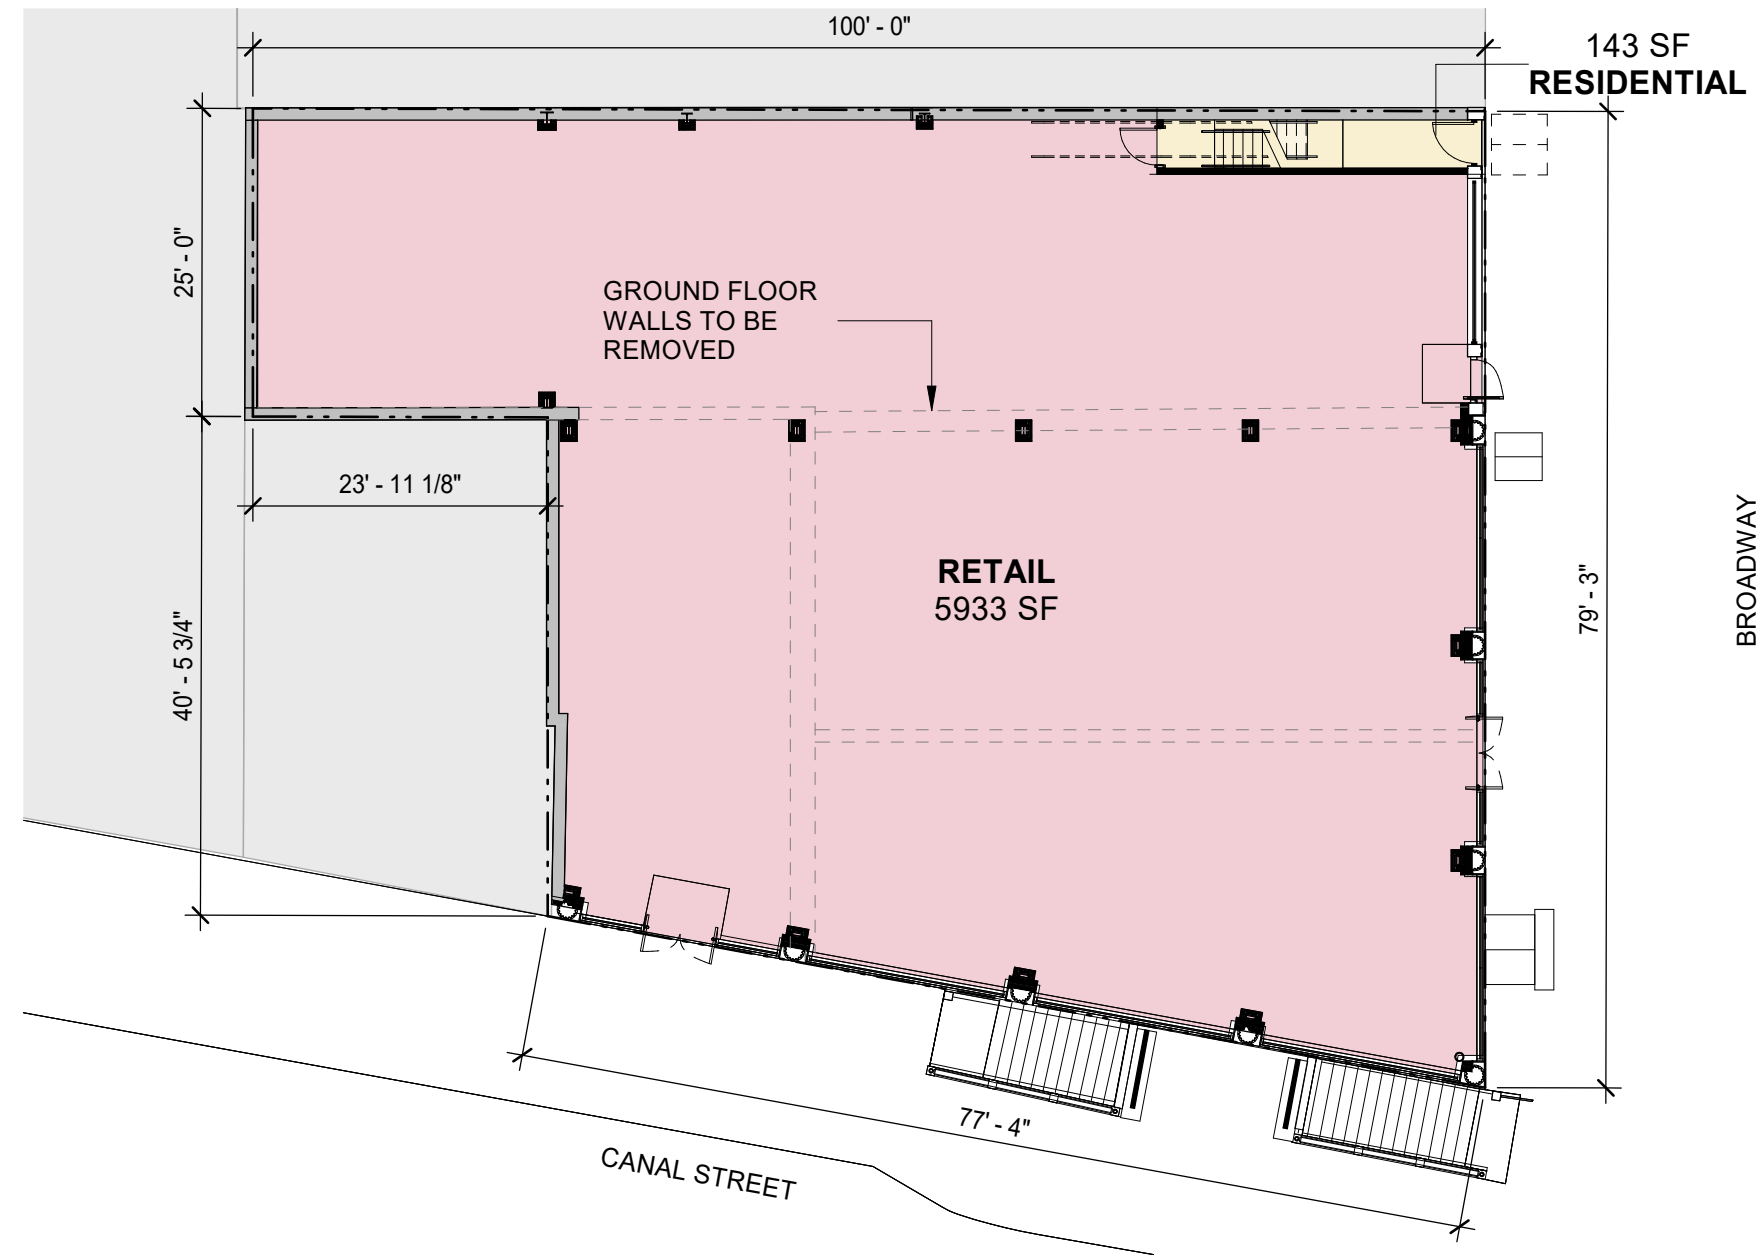 100' - 0"
143 SF
RESIDENTIAL
25' - 0"
GROUND FLOOR
WALLS TO BE
REMOVED
23' - 11 1/8"
RETAIL
5933 SF
40' - 5 3/4"
79' - 3"
BROADWAY
77' - 4"
CANAL STREET